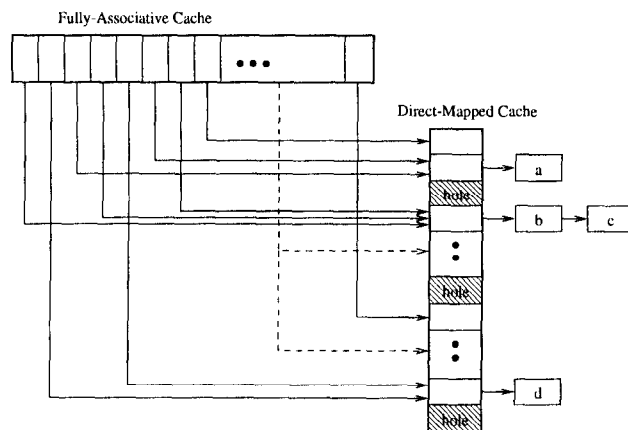 Fully-Associative Cache
Direct-Mapped Cache
a
hole
b
c
hole
d
hole